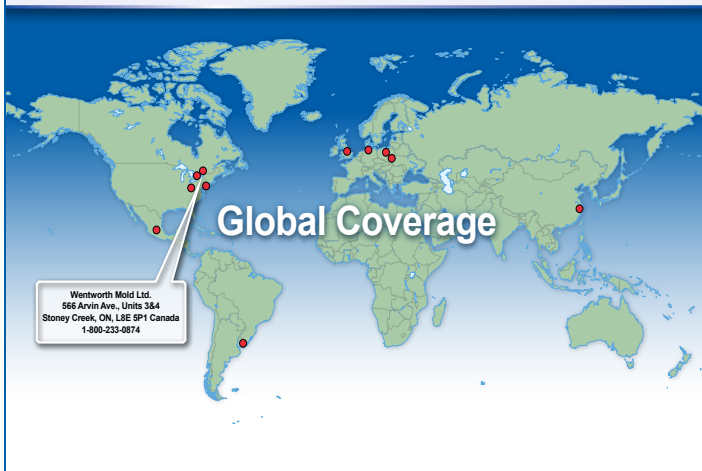 Global Coverage
Wentworth Mold Ltd.
566 Arvin Ave., Units 3&4
Stoney Creek, ON, L8E 5P1 Canada
1-800-233-0874